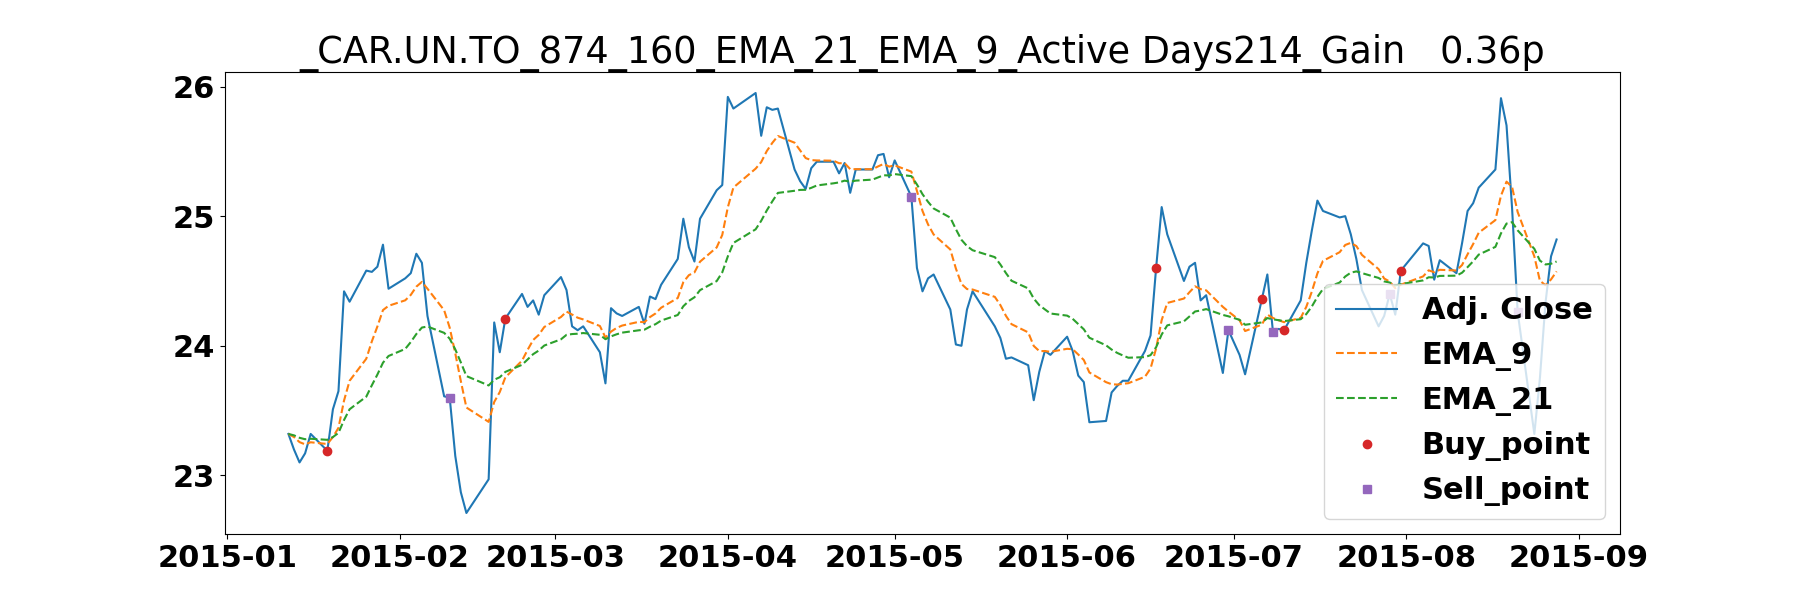 _CAR.UN.TO_874_160_EMA_21_EMA_9_Active Days214_Gain   0.36p
26
25
24
23
Adj. Close
EMA_9
EMA_21
Buy_point
Sell_point
2015-01 2015-02 2015-03 2015-04 2015-05 2015-06 2015-07 2015-08 2015-09